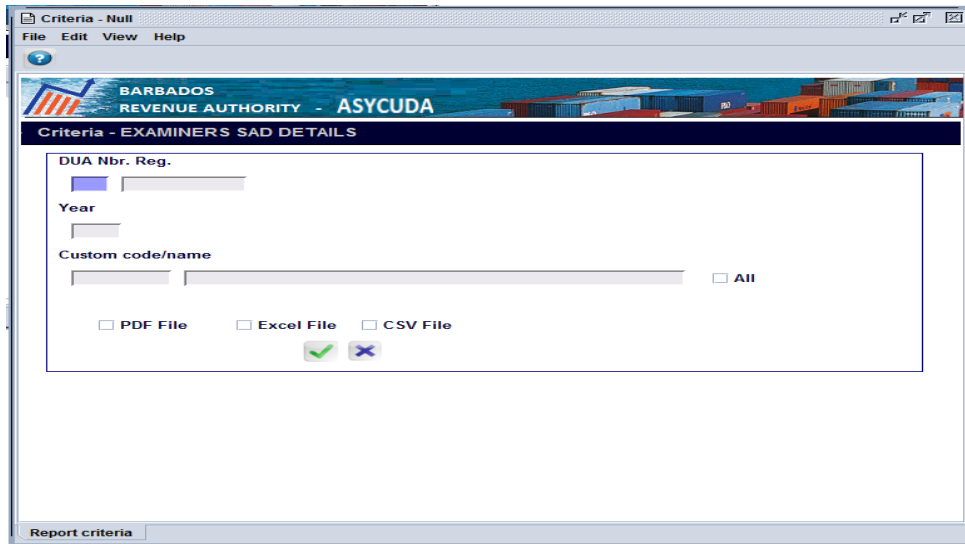 Criteria - Null
File Edit View Help
?
BARBADOS
REVENUE AUTHORITY - ASYCUDA
Criteria - EXAMINERS SAD DETAILS
DUA Nbr. Reg.
Year
Custom code/name
All
PDF File Excel File CSV File
Report criteria